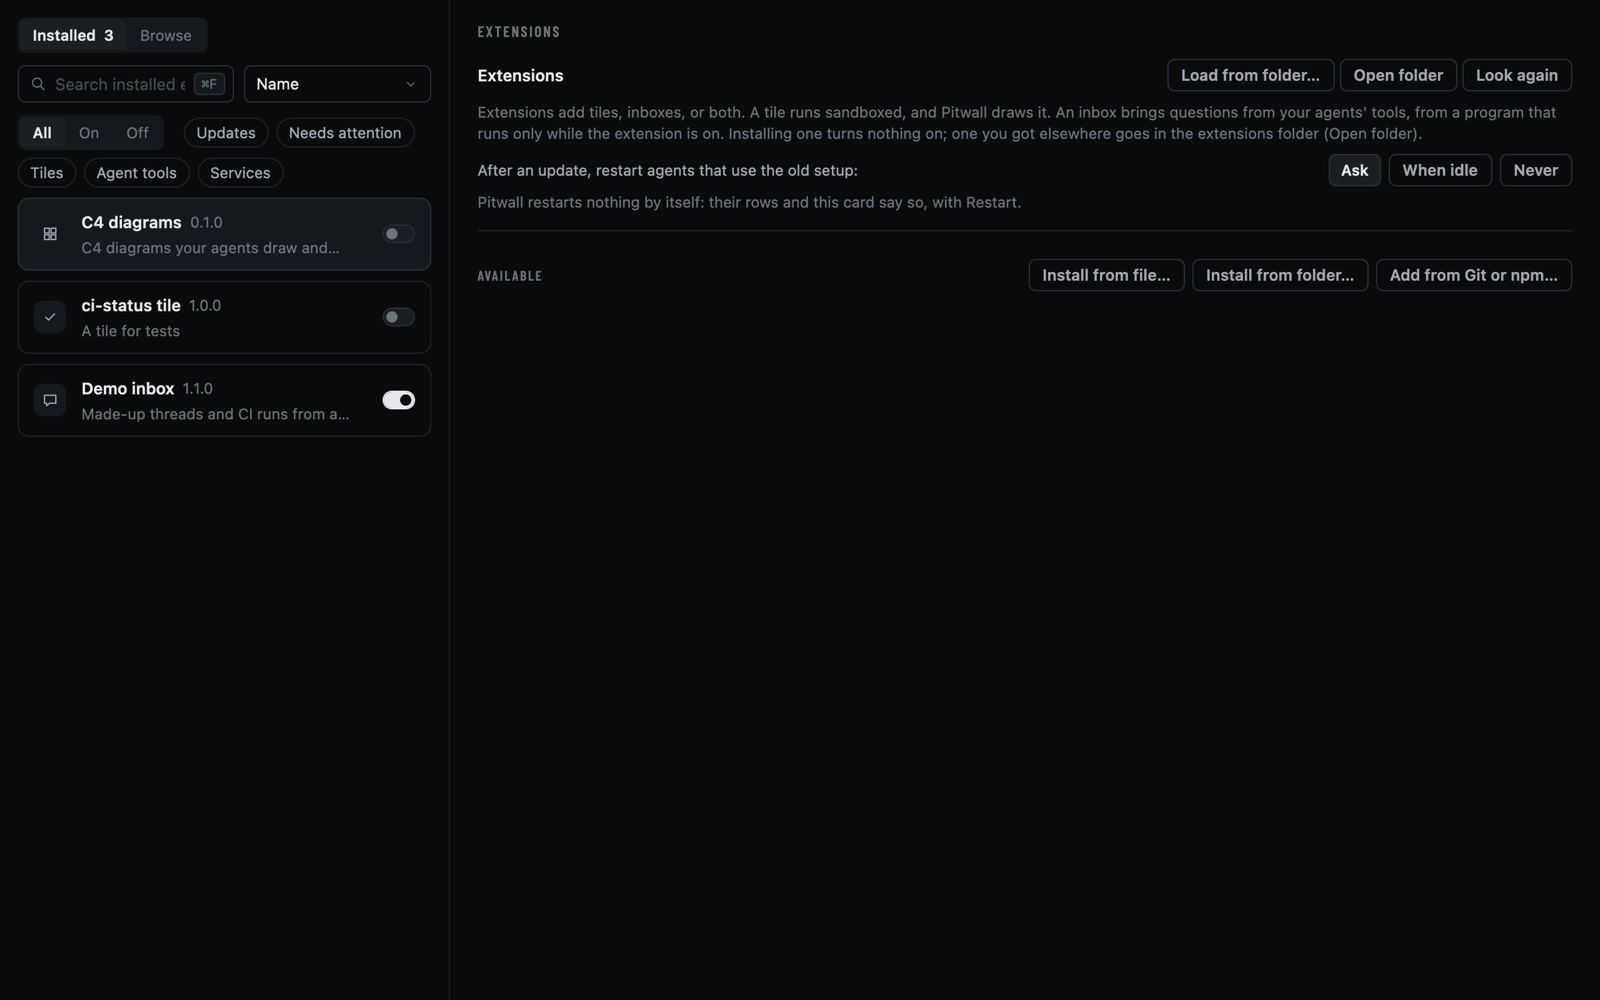 Installed 3 Browse
Search installed e ⌘F Name
All On Off Updates Needs attention
Tiles Agent tools Services
C4 diagrams 0.1.0
C4 diagrams your agents draw and...
ci-status tile 1.0.0
A tile for tests
Demo inbox 1.1.0
Made-up threads and CI runs from a...
EXTENSIONS
Extensions Load from folder... Open folder Look again
Extensions add tiles, inboxes, or both. A tile runs sandboxed, and Pitwall draws it. An inbox brings questions from your agents' tools, from a program that
runs only while the extension is on. Installing one turns nothing on; one you got elsewhere goes in the extensions folder (Open folder).
After an update, restart agents that use the old setup: Ask When idle Never
Pitwall restarts nothing by itself: their rows and this card say so, with Restart.
AVAILABLE Install from file... Install from folder... Add from Git or npm...